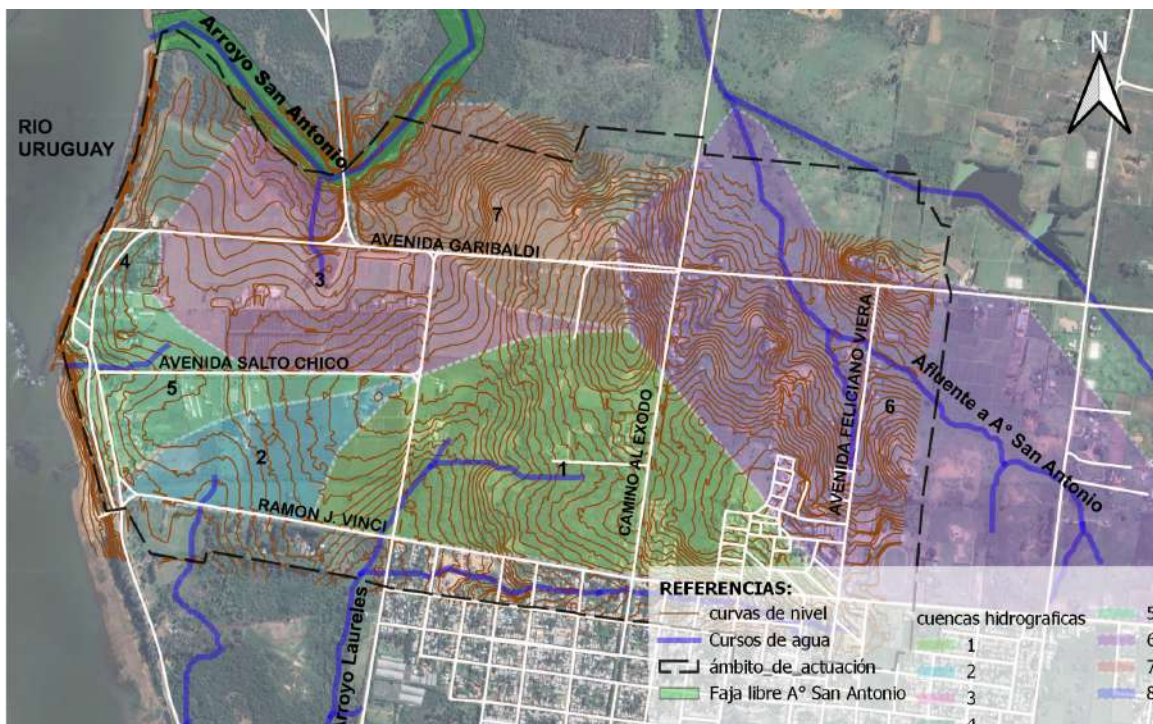 N
Arroyo San Antonio
RIO
URUGUAY
7
AVENIDA GARIBALDI
4
3
AVENIDA SALTO CHICO
5
AVENIDA FELICIANO VIERA
6
Afluente a A° San Antonio
2
1
CAMINO AL ÉXODO
RAMON J. VINCI
Arroyo Laureles
REFERENCIAS:
curvas de nivel
Cursos de agua
ámbito_de_actuación
Faja libre A° San Antonio
cuencas hidrograficas
1
2
3
4
5
6
7
8